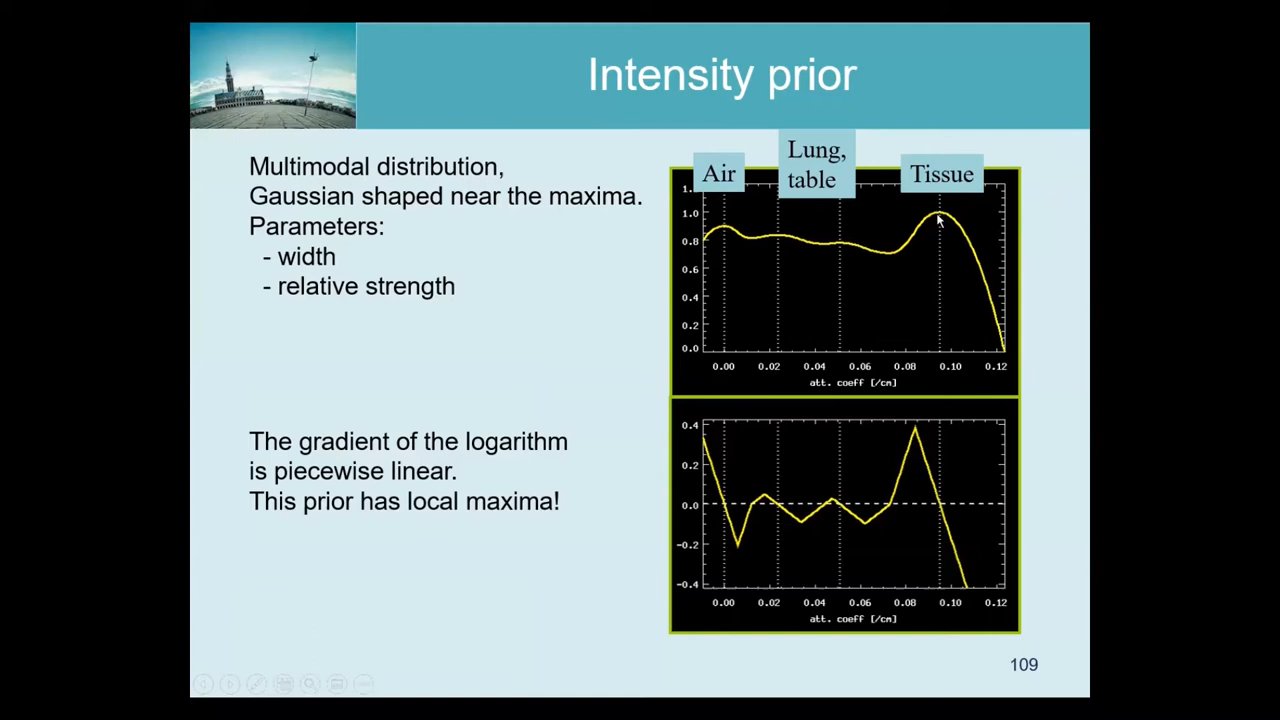 Intensity prior
Multimodal distribution,
Gaussian shaped near the maxima.
Parameters:
- width
- relative strength
The gradient of the logarithm
is piecewise linear.
This prior has local maxima!
Air
Lung,
table
Tissue
1.0
0.8
0.6
0.4
0.2
0.0
0.00 0.02 0.04 0.06 0.08 0.10 0.12
att. coeff [/cm]
0.4
0.2
0.0
-0.2
-0.4
0.00 0.02 0.04 0.06 0.08 0.10 0.12
att. coeff [/cm]
109